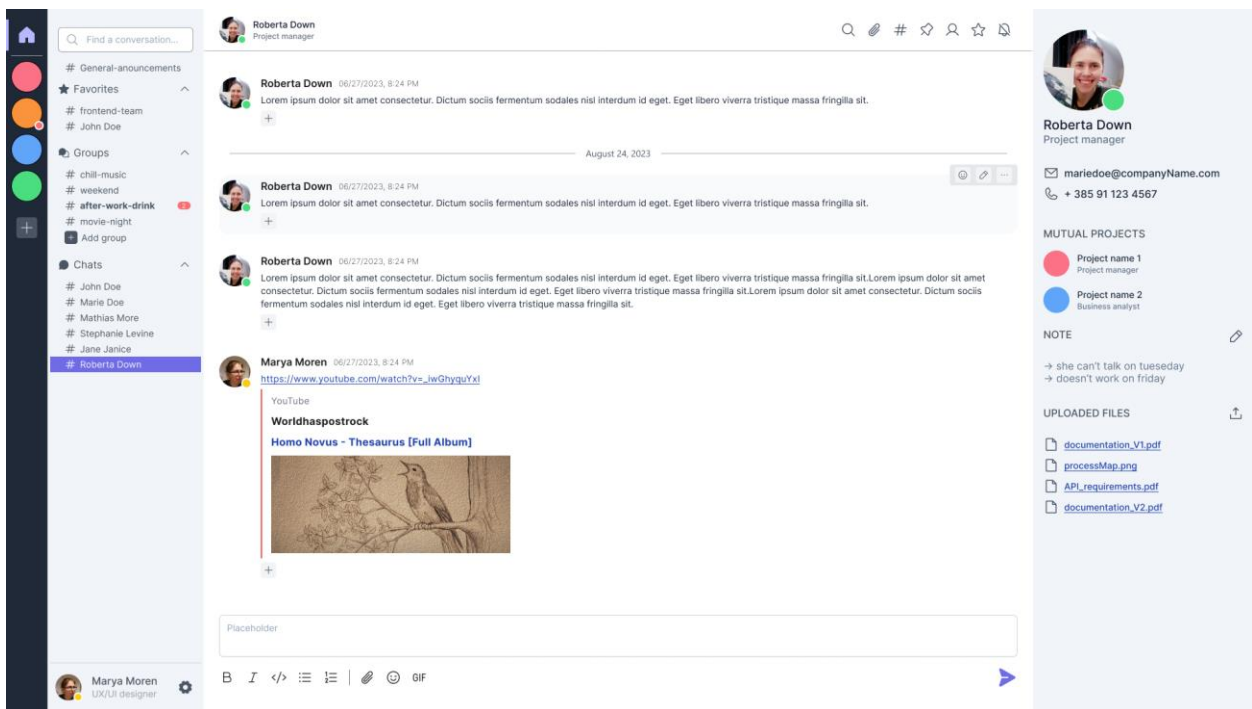 Find a conversation...
# General-anouncements
Favorites
# frontend-team
# John Doe
Groups
# chill-music
# weekend
# after-work-drink 2
# movie-night
+ Add group
Chats
# John Doe
# Marie Doe
# Mathias More
# Stephanie Levine
# Jane Janice
# Roberta Down
Marya Moren
UX/UI designer
Roberta Down
Project manager
Roberta Down 06/27/2023, 8:24 PM
Lorem ipsum dolor sit amet consectetur. Dictum sociis fermentum sodales nisl interdum id eget. Eget libero viverra tristique massa fringilla sit.
+
August 24, 2023
Roberta Down 06/27/2023, 8:24 PM
Lorem ipsum dolor sit amet consectetur. Dictum sociis fermentum sodales nisl interdum id eget. Eget libero viverra tristique massa fringilla sit.
+
Roberta Down 06/27/2023, 8:24 PM
Lorem ipsum dolor sit amet consectetur. Dictum sociis fermentum sodales nisl interdum id eget. Eget libero viverra tristique massa fringilla sit.Lorem ipsum dolor sit amet
consectetur. Dictum sociis fermentum sodales nisl interdum id eget. Eget libero viverra tristique massa fringilla sit.Lorem ipsum dolor sit amet consectetur. Dictum sociis
fermentum sodales nisl interdum id eget. Eget libero viverra tristique massa fringilla sit.
+
Marya Moren 06/27/2023, 8:24 PM
https://www.youtube.com/watch?v=_iwGhyquYxI
YouTube
Worldhaspostrock
Homo Novus - Thesaurus [Full Album]
+
Placeholder
B I </> GIF
Roberta Down
Project manager
mariedoe@companyName.com
+ 385 91 123 4567
MUTUAL PROJECTS
Project name 1
Project manager
Project name 2
Business analyst
NOTE
→ she can't talk on tueseday
→ doesn't work on friday
UPLOADED FILES
documentation_V1.pdf
processMap.png
API_requirements.pdf
documentation_V2.pdf